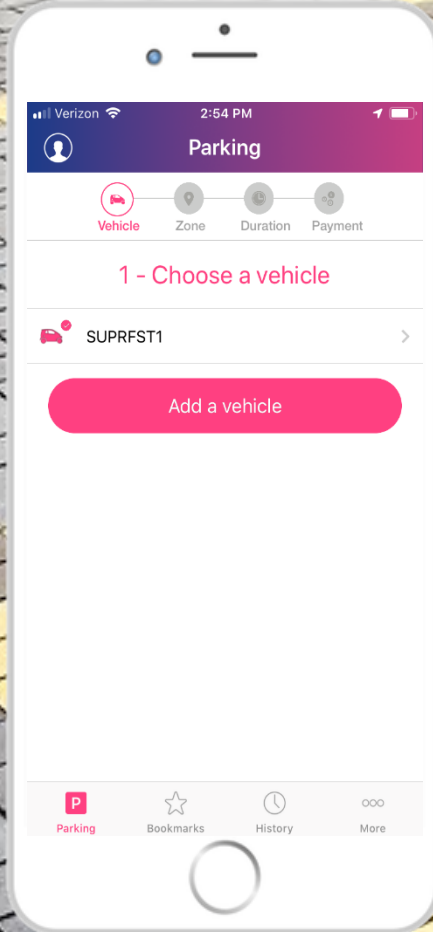 Verizon 2:54 PM
Parking
Vehicle Zone Duration Payment
1 - Choose a vehicle
SUPRFST1
Add a vehicle
P
Parking Bookmarks History More